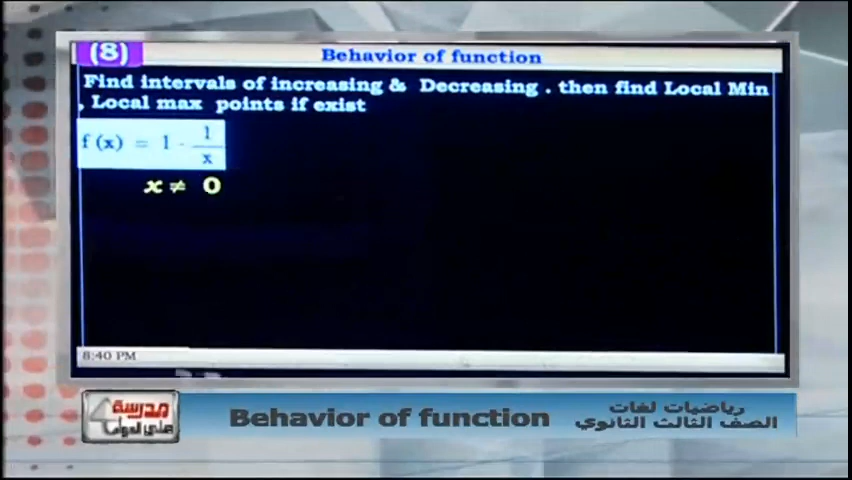 (8)
Behavior of function
Find intervals of increasing & Decreasing . then find Local Min
, Local max points if exist
f (x) = 1 - 1/x
x ≠ 0
8:40 PM
مدرسة
على الهواء
Behavior of function
رياضيات لغات
الصف الثالث الثانوي